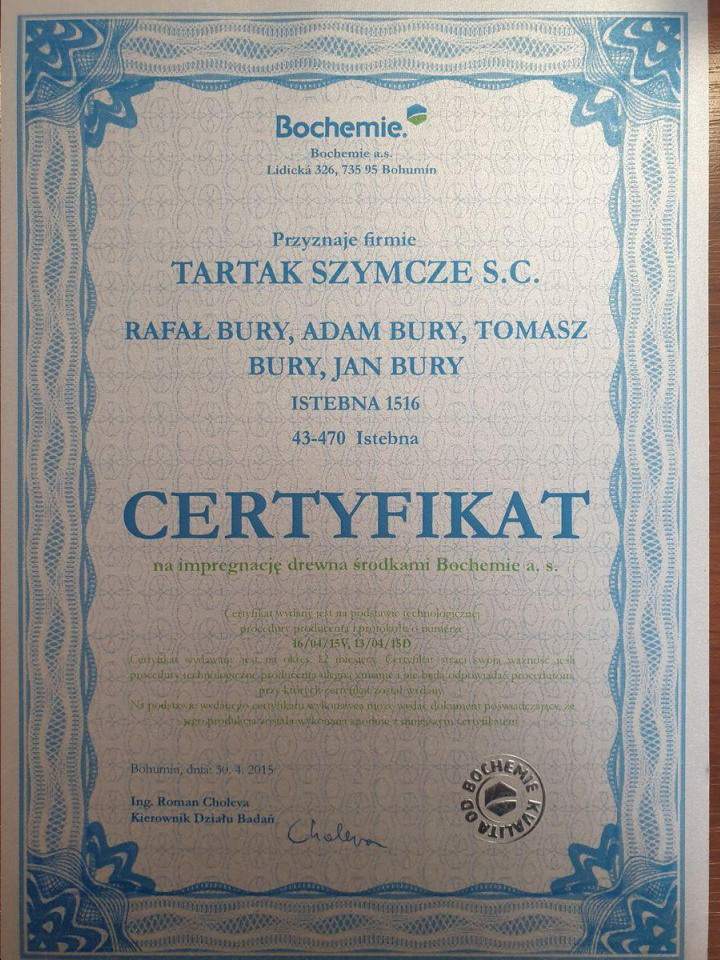 Bochemie.
Bochemie a.s.
Lidická 326, 735 95 Bohumín
Przyznaje firmie
TARTAK SZYMCZE S.C.
RAFAŁ BURY, ADAM BURY, TOMASZ
BURY, JAN BURY
ISTEBNA 1516
43-470 Istebna
CERTYFIKAT
na impregnację drewna środkami Bochemie a. s.
Certyfikat wydany jest na podstawie technologicznej
procedury producenta i protokołu o numerze
16/04/15V, 13/04/15D
Certyfikat wydawany jest na okres 12 miesięcy. Certyfikat straci swoją ważność jeśli
procedury technologiczne producenta ulegną zmianie a nie będą odpowiadać procedurom,
przy których certyfikat został wydany.
Na podstawie wydanego certyfikatu wykonawca może wydać dokument poświadczający, że
jego produkcja została wykonana zgodnie z niniejszym certyfikatem
Bohumin, dnia: 30. 4. 2015
Ing. Roman Choleva
Kierownik Działu Badań
Choleva
KVALITA OD BOCHEMIE